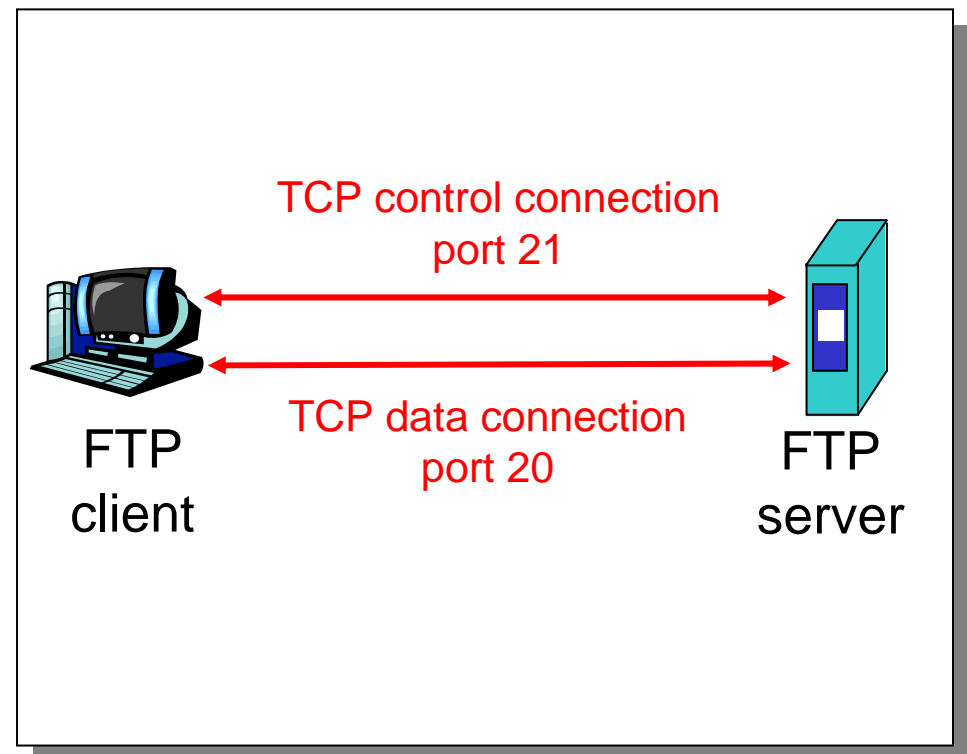 TCP control connection
port 21
TCP data connection
port 20
FTP
client
FTP
server